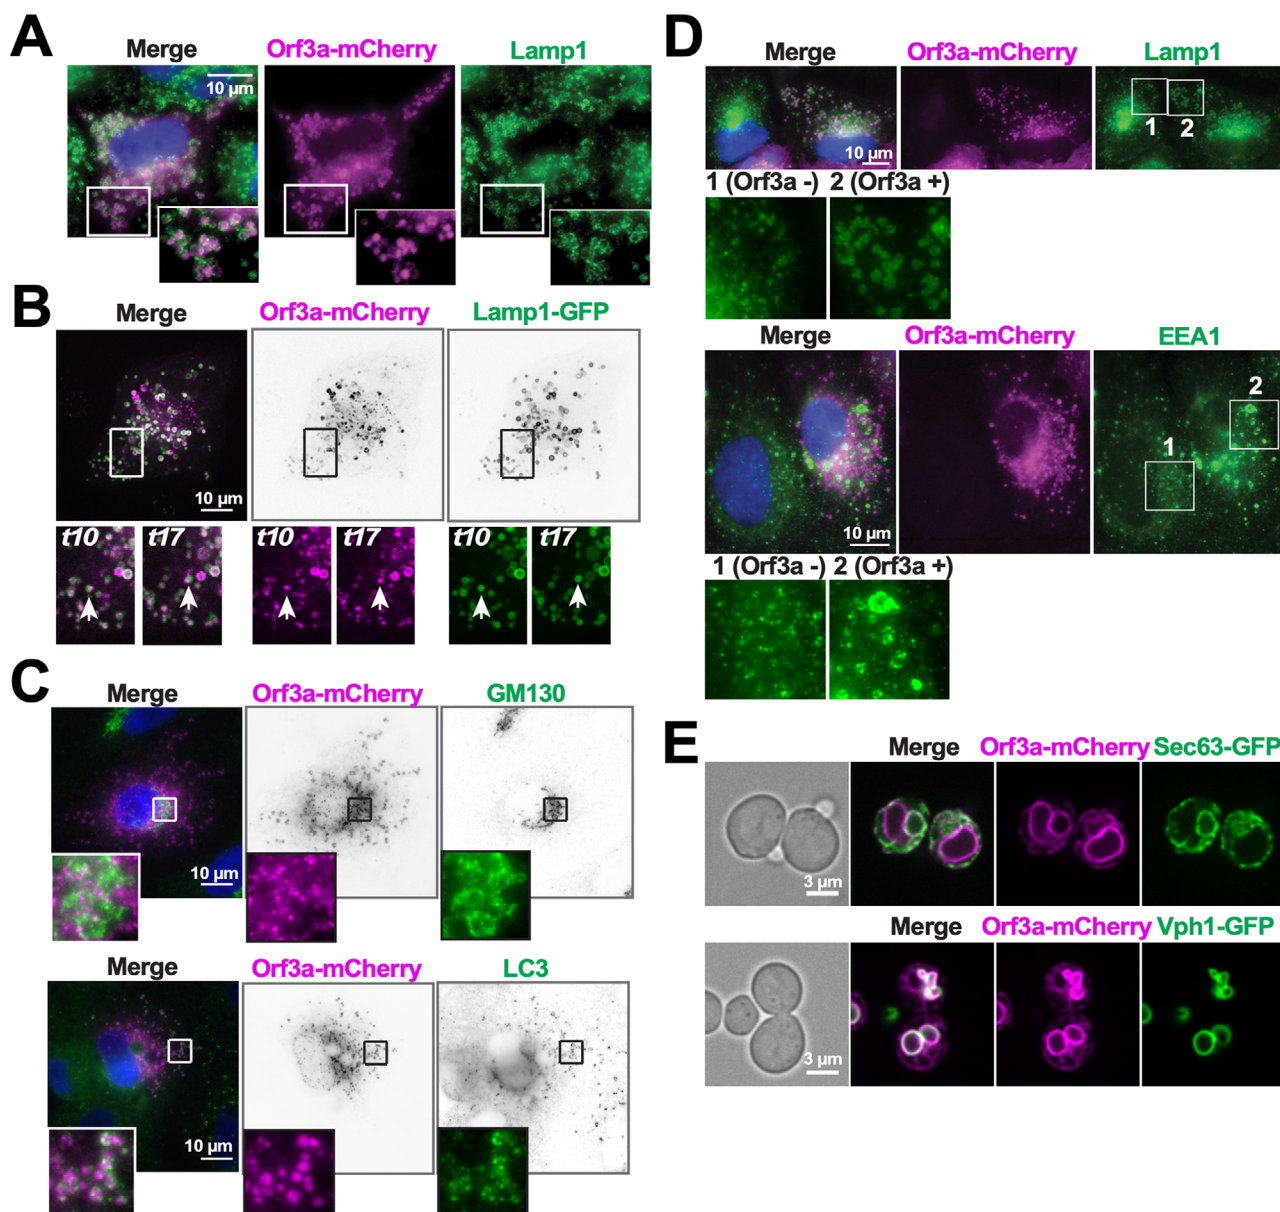 A
Merge Orf3a-mCherry Lamp1
10 µm
B
Merge Orf3a-mCherry Lamp1-GFP
10 µm
t10 t17 t10 t17 t10 t17
C
Merge Orf3a-mCherry GM130
10 µm
Merge Orf3a-mCherry LC3
10 µm
D
Merge Orf3a-mCherry Lamp1
1 2
10 µm
1 (Orf3a -) 2 (Orf3a +)
Merge Orf3a-mCherry EEA1
2
1
10 µm
1 (Orf3a -) 2 (Orf3a +)
E
Merge Orf3a-mCherry Sec63-GFP
3 µm
Merge Orf3a-mCherry Vph1-GFP
3 µm